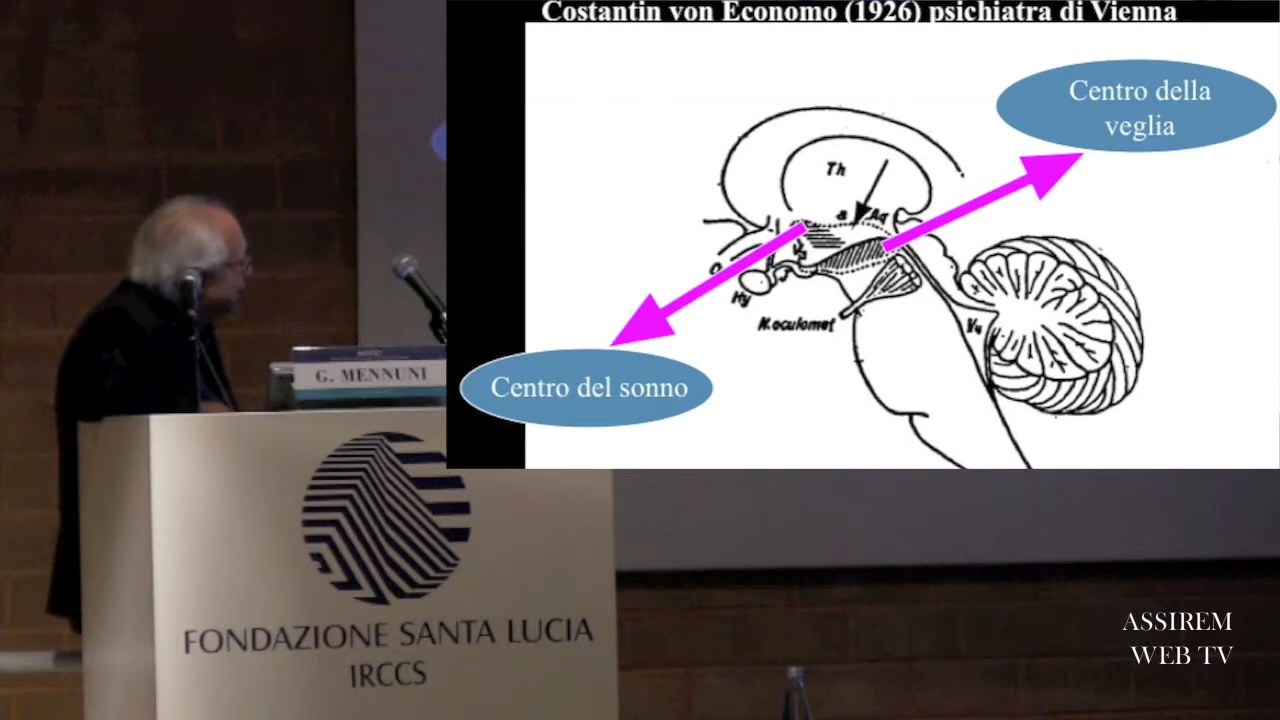 Costantin von Economo (1926) psichiatra di Vienna
Centro della
veglia
Th
a
Aq
Hy
N.oculomot
Centro del sonno
G. MENNUNI
FONDAZIONE SANTA LUCIA
IRCCS
ASSIREM
WEB TV